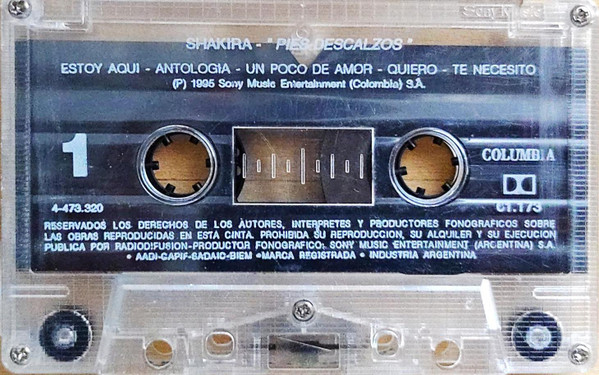 Sony Music
SHAKIRA - " PIES DESCALZOS "
ESTOY AQUI - ANTOLOGIA - UN POCO DE AMOR - QUIERO - TE NECESITO
(P) 1995 Sony Music Entertainment (Colombia) S.A.
1
COLUMBIA
4-473.320
CT.173
RESERVADOS LOS DERECHOS DE LOS AUTORES, INTERPRETES Y PRODUCTORES FONOGRAFICOS SOBRE
LAS OBRAS REPRODUCIDAS EN ESTA CINTA. PROHIBIDA SU REPRODUCCION, SU ALQUILER Y SU EJECUCION
PUBLICA POR RADIODIFUSION-PRODUCTOR FONOGRAFICO: SONY MUSIC ENTERTAINMENT (ARGENTINA) S.A.
• AADI-CAPIF-SADAIC-BIEM •MARCA REGISTRADA • INDUSTRIA ARGENTINA